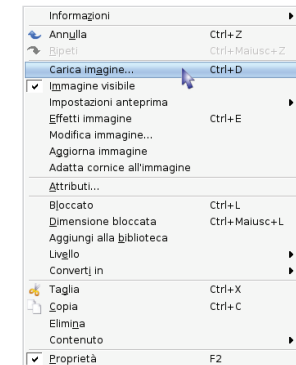 Informazioni
Annulla Ctrl+Z
Ripeti Ctrl+Maiusc+Z
Carica imagine... Ctrl+D
Immagine visibile
Impostazioni anteprima
Effetti immagine Ctrl+E
Modifica immagine...
Aggiorna immagine
Adatta cornice all'immagine
Attributi...
Bloccato Ctrl+L
Dimensione bloccata Ctrl+Maiusc+L
Aggiungi alla biblioteca
Livello
Converti in
Taglia Ctrl+X
Copia Ctrl+C
Elimina
Contenuto
Proprietà F2